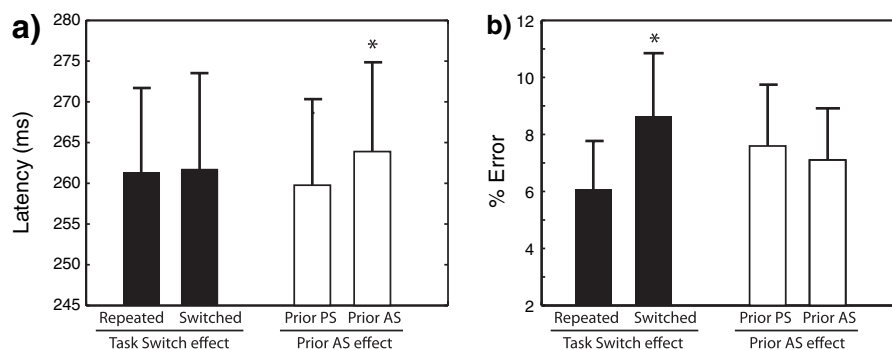 a)
Latency (ms)
280
275
270
265
260
255
250
245
*
Repeated Switched Prior PS Prior AS
Task Switch effect Prior AS effect
b)
% Error
12
10
8
6
4
2
*
Repeated Switched Prior PS Prior AS
Task Switch effect Prior AS effect